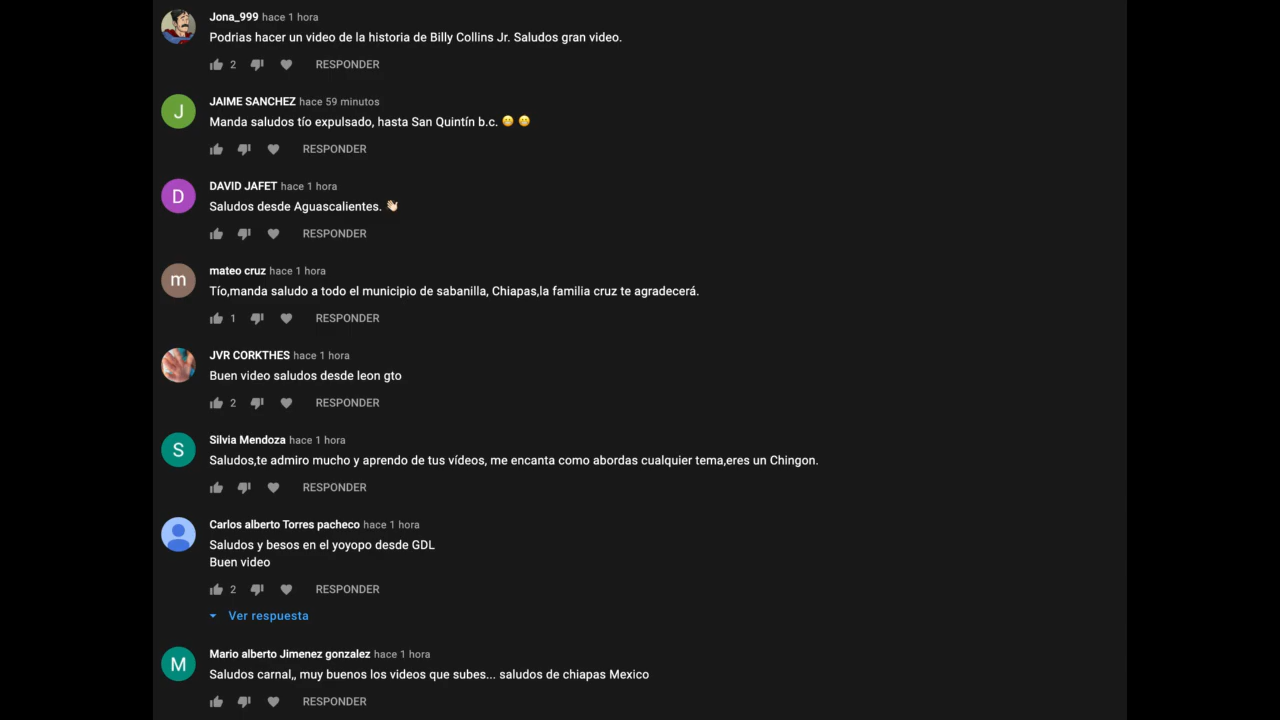 Jona_999 hace 1 hora
Podrias hacer un video de la historia de Billy Collins Jr. Saludos gran video.
2 RESPONDER
J
JAIME SANCHEZ hace 59 minutos
Manda saludos tío expulsado, hasta San Quintín b.c. 😁 😁
RESPONDER
D
DAVID JAFET hace 1 hora
Saludos desde Aguascalientes. 👋🏻
RESPONDER
m
mateo cruz hace 1 hora
Tío,manda saludo a todo el municipio de sabanilla, Chiapas,la familia cruz te agradecerá.
1 RESPONDER
JVR CORKTHES hace 1 hora
Buen video saludos desde leon gto
2 RESPONDER
S
Silvia Mendoza hace 1 hora
Saludos,te admiro mucho y aprendo de tus vídeos, me encanta como abordas cualquier tema,eres un Chingon.
RESPONDER
Carlos alberto Torres pacheco hace 1 hora
Saludos y besos en el yoyopo desde GDL
Buen video
2 RESPONDER
Ver respuesta
M
Mario alberto Jimenez gonzalez hace 1 hora
Saludos carnal,, muy buenos los videos que subes... saludos de chiapas Mexico
RESPONDER